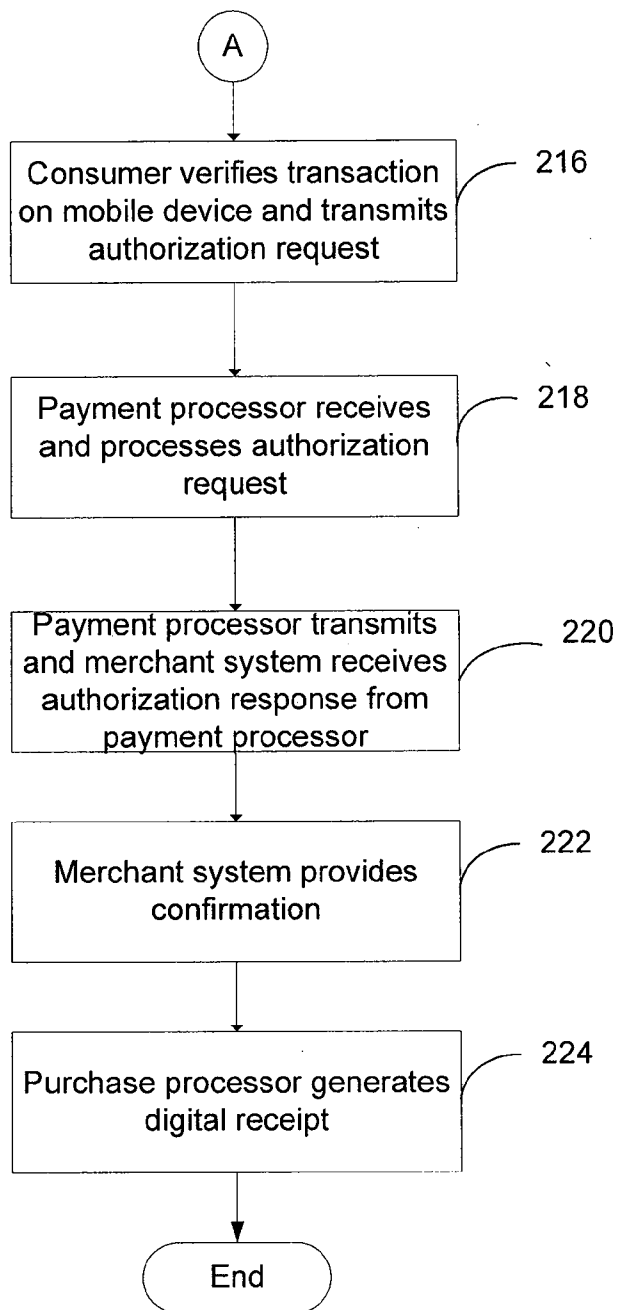 A
Consumer verifies transaction
on mobile device and transmits
authorization request
216
Payment processor receives
and processes authorization
request
218
Payment processor transmits
and merchant system receives
authorization response from
payment processor
220
Merchant system provides
confirmation
222
Purchase processor generates
digital receipt
224
End